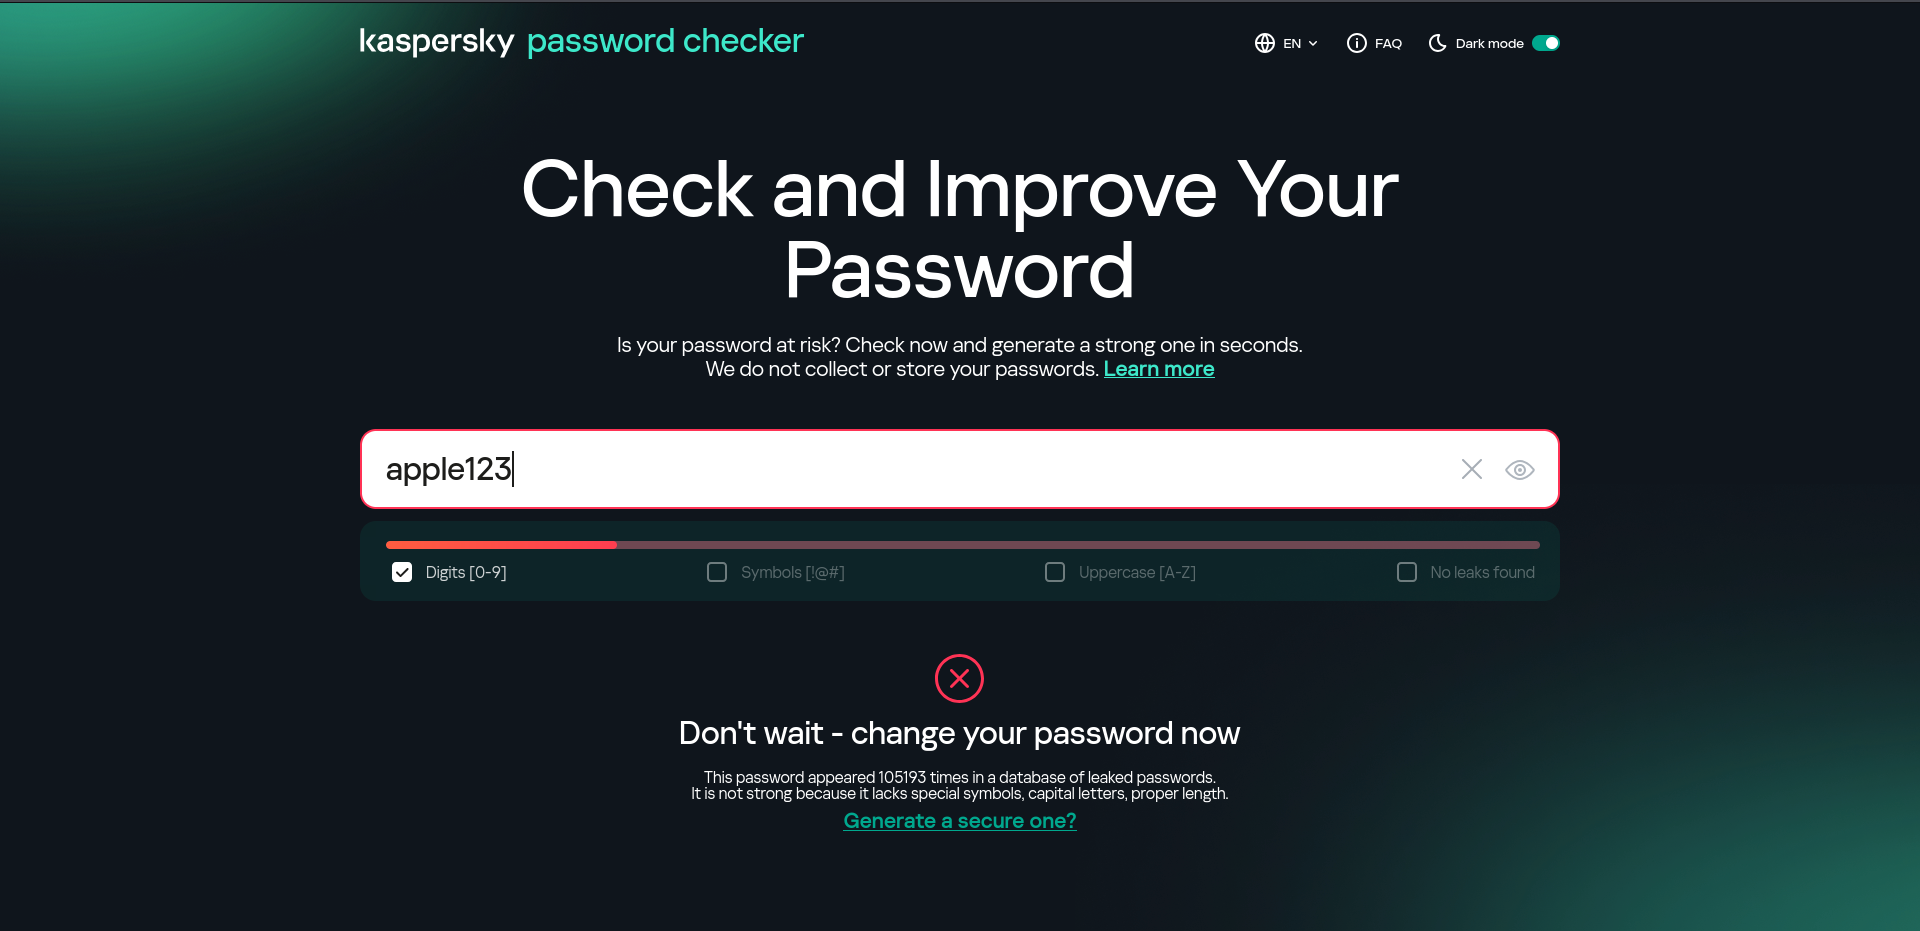 kaspersky password checker
EN
FAQ
Dark mode
Check and Improve Your
Password
Is your password at risk? Check now and generate a strong one in seconds.
We do not collect or store your passwords. Learn more
apple123
Digits [0-9]
Symbols [!@#]
Uppercase [A-Z]
No leaks found
Don't wait - change your password now
This password appeared 105193 times in a database of leaked passwords.
It is not strong because it lacks special symbols, capital letters, proper length.
Generate a secure one?